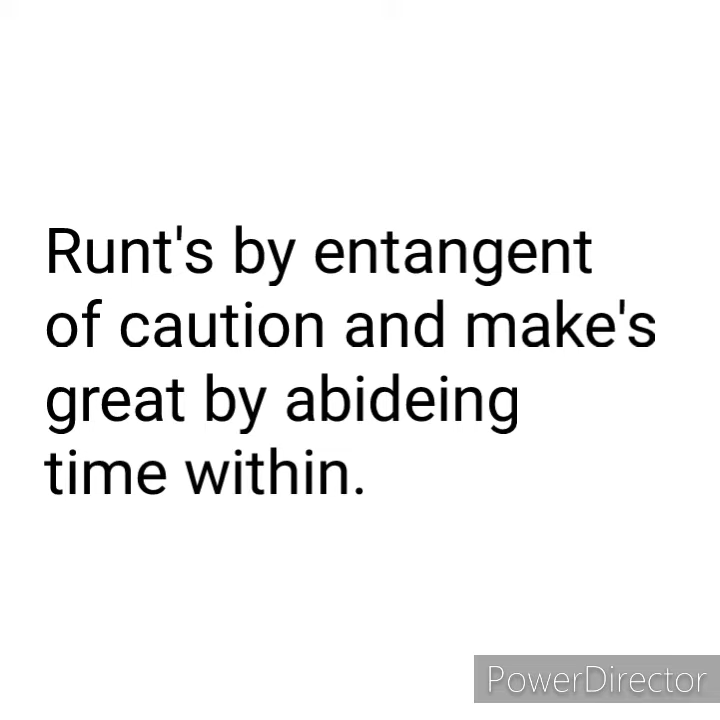 Runt's by entangent
of caution and make's
great by abideing
time within.
PowerDirector